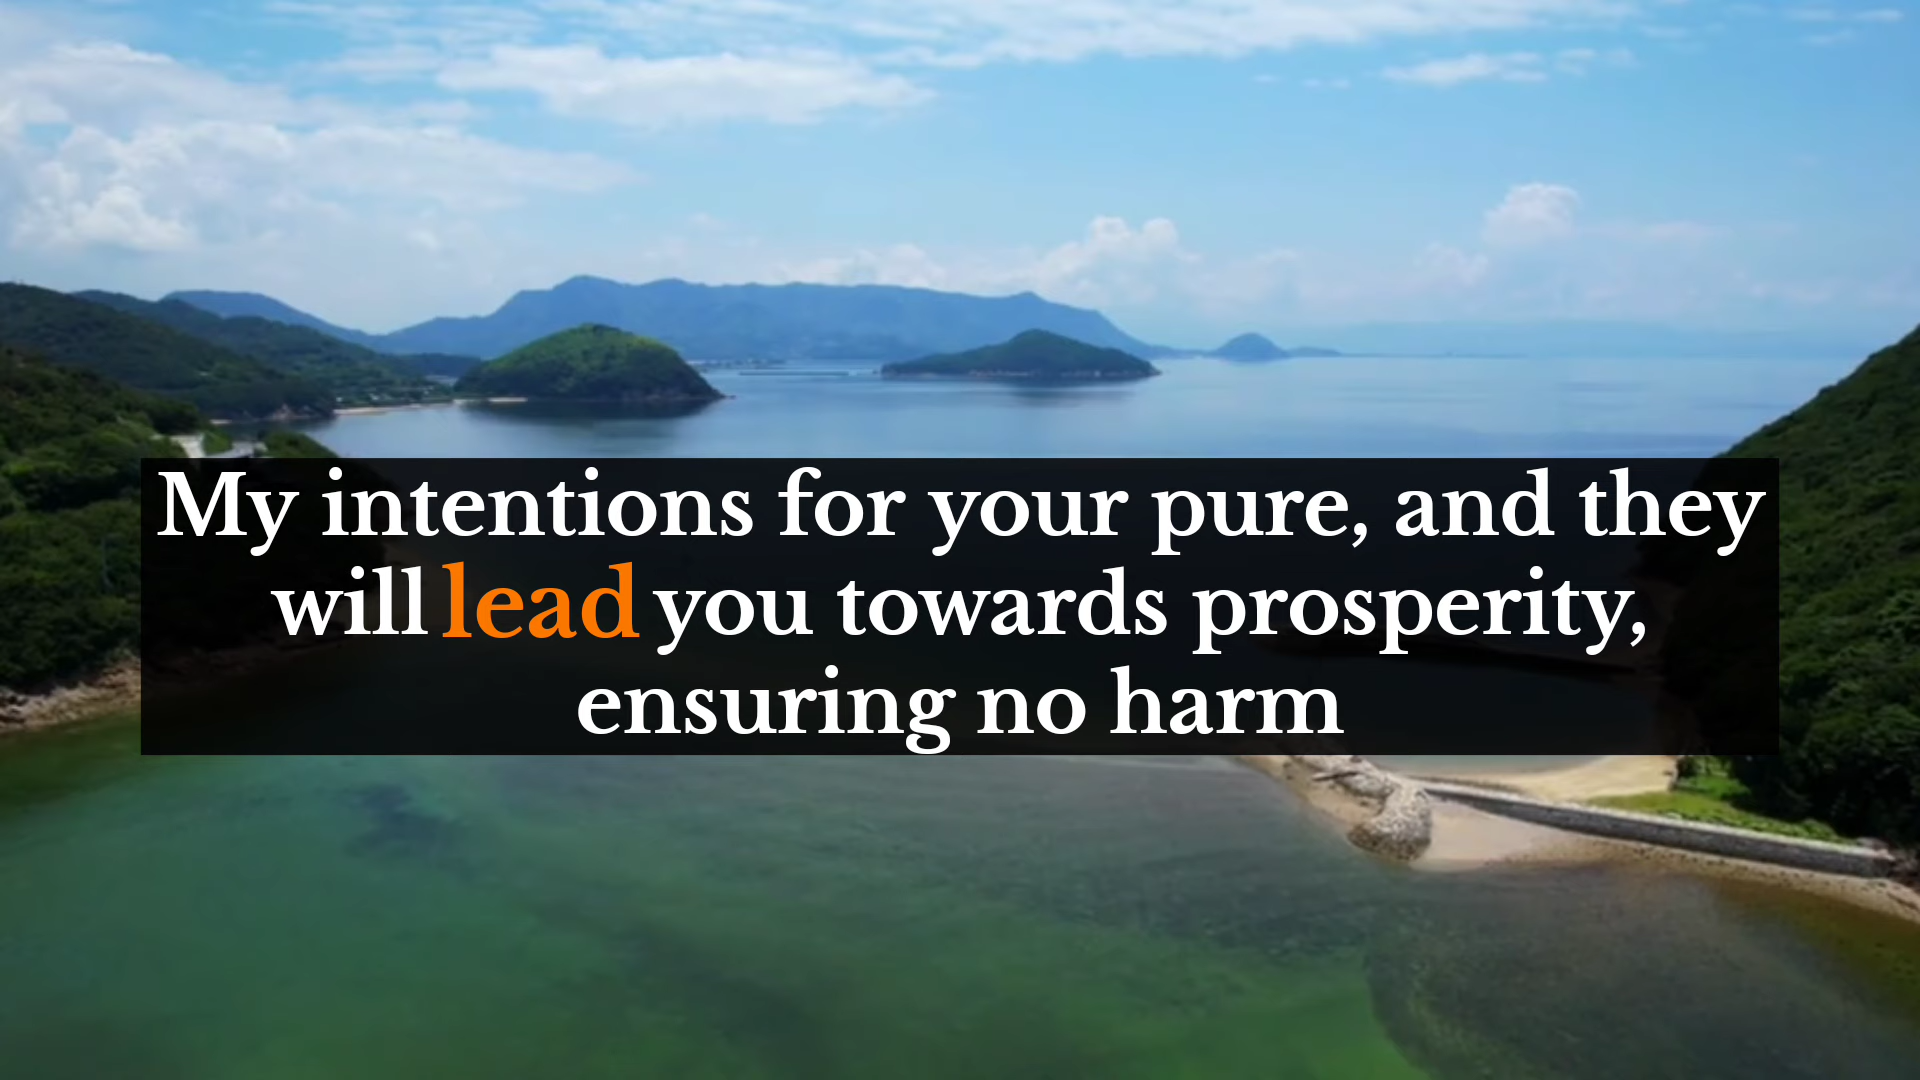 My intentions for your pure, and they
will lead you towards prosperity,
ensuring no harm